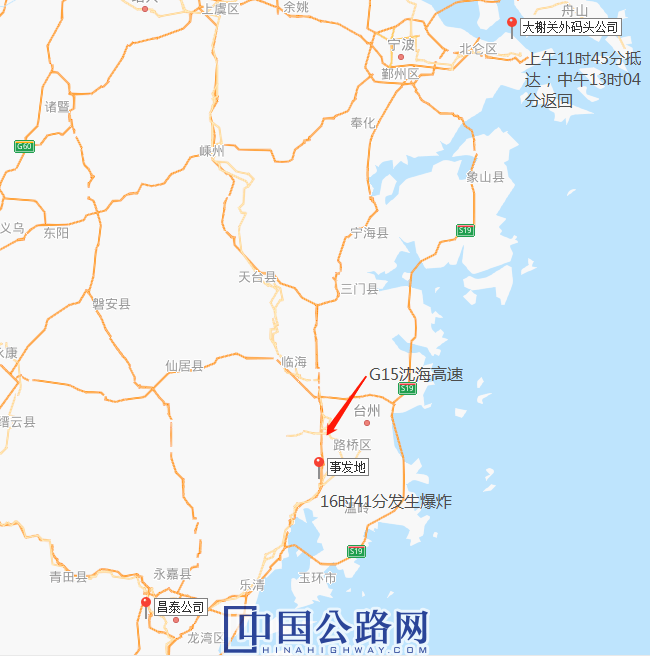 绍兴
上虞区
余姚
舟山
大榭关外码头公司
宁波
北仑区
上午11时45分抵
达；中午13时04
分返回
鄞州区
诸暨
奉化
G60
嵊州
象山县
义乌
东阳
宁海县
S19
天台县
三门县
磐安县
永康
临海
仙居县
G15沈海高速
S19
台州
缙云县
路桥区
事发地
16时41分发生爆炸
温岭
S19
青田县
永嘉县
乐清
玉环市
昌泰公司
龙湾区
中国公路网
CHINAHIGHWAY.COM